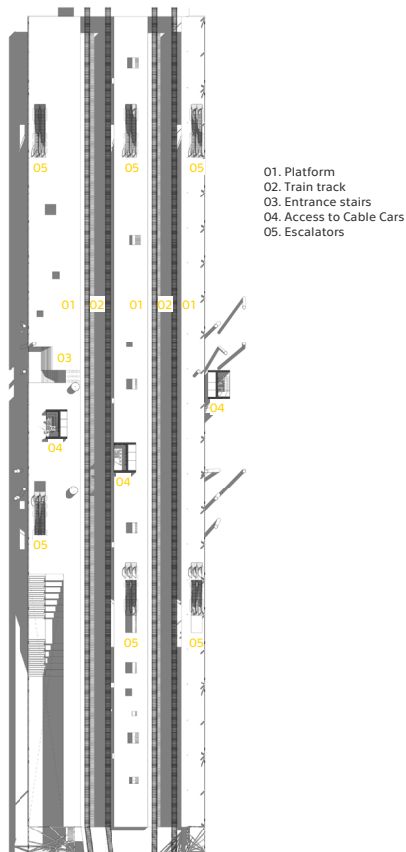 05 05 05
01. Platform
02. Train track
03. Entrance stairs
04. Access to Cable Cars
05. Escalators
01 02 01 02 01
03
04
04
04
05
05 05